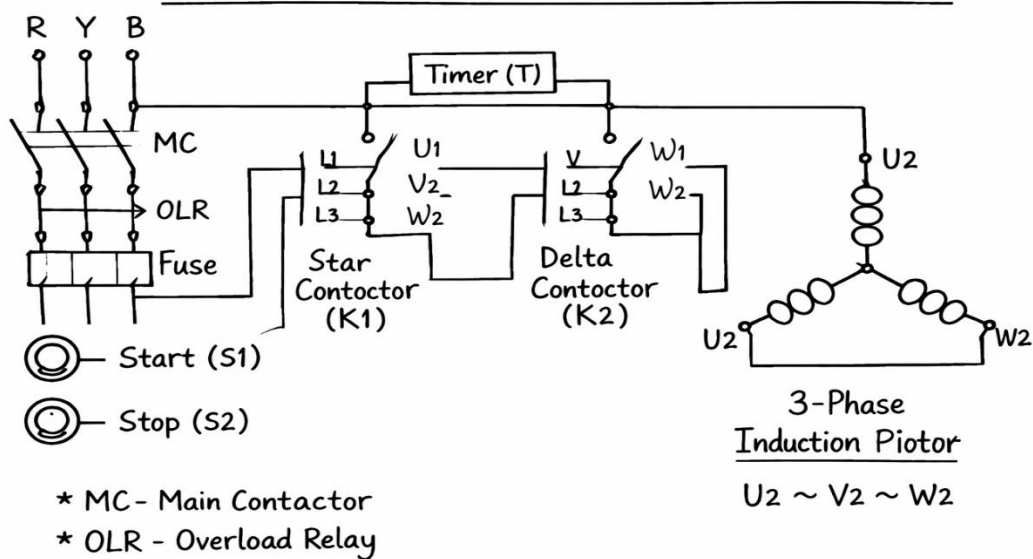 R Y B
Timer (T)
MC
OLR
Fuse
L1
L2
L3
U1
V2
W2
Star
Contoctor
(K1)
V
L2
L3
W1
W2
Delta
Contoctor
(K2)
U2
U2
W2
3-Phase
Induction Piotor
U2 ~ V2 ~ W2
Start (S1)
Stop (S2)
* MC - Main Contactor
* OLR - Overload Relay